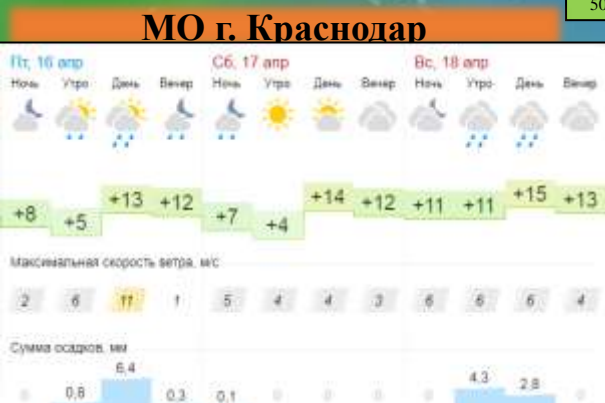 50
МО г. Краснодар
Пт, 16 апр Сб, 17 апр Вс, 18 апр
Ночь Утро День Вечер Ночь Утро День Вечер Ночь Утро День Вечер
+8 +5 +13 +12 +7 +4 +14 +12 +11 +11 +15 +13
Максимальная скорость ветра, м/с
2 6 11 1 5 4 4 3 6 6 6 4
Сумма осадков, мм
0 0,8 6,4 0,3 0,1 0 0 0 0 4,3 2,8 0